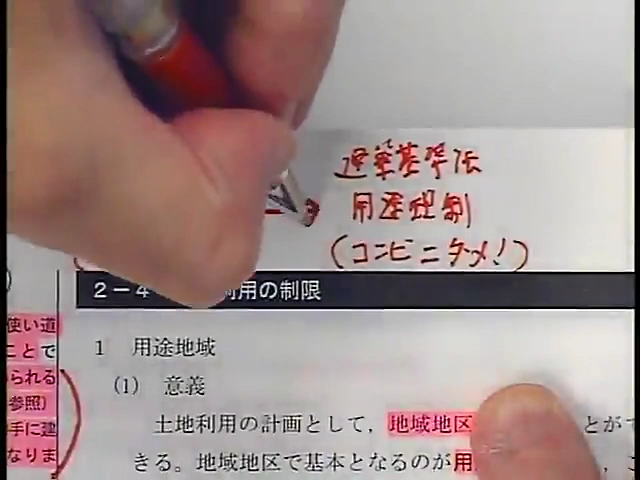 建築基準法
用途規制
(コンビニダメ!)
2-4 利用の制限
使い道
ことで
られる
参照)
手に建
なりま
1 用途地域
(1) 意義
土地利用の計画として，地域地区 とがで
きる。地域地区で基本となるのが用